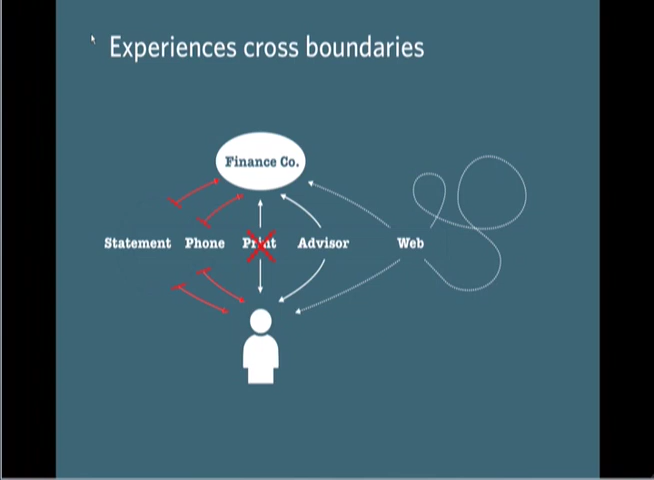 Experiences cross boundaries
Finance Co.
Statement Phone Print Advisor Web